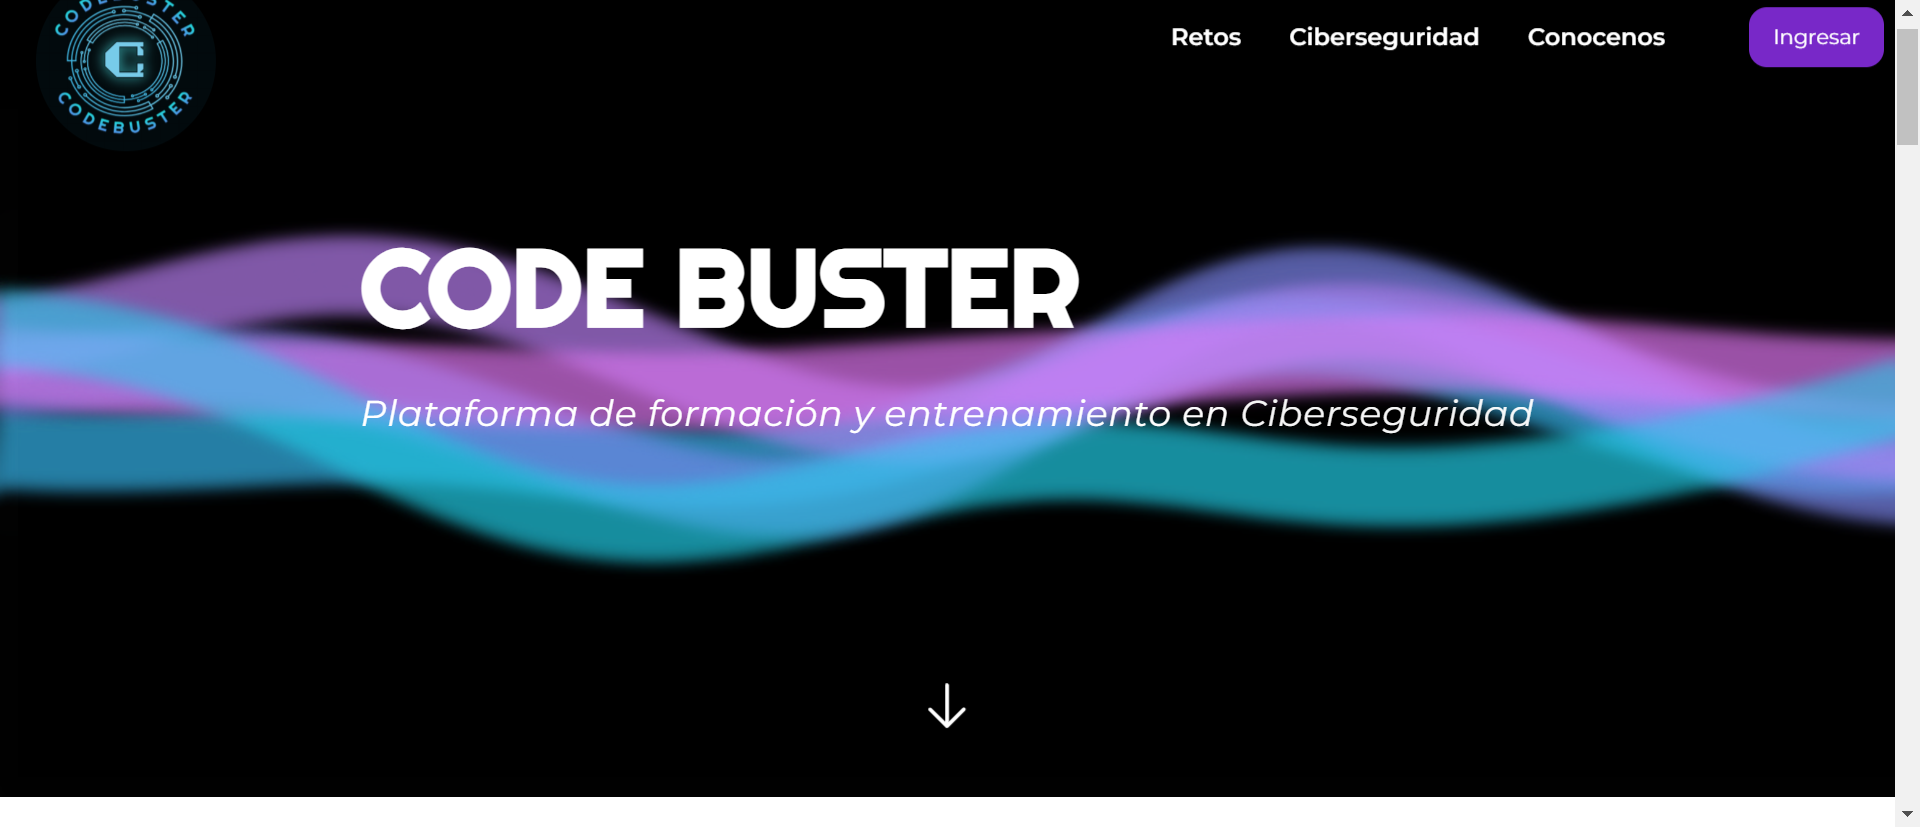 CODEBUSTER
CODEBUSTER
Retos Ciberseguridad Conocenos Ingresar
CODE BUSTER
Plataforma de formación y entrenamiento en Ciberseguridad